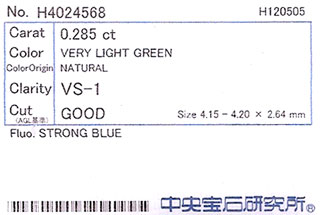 No. H4024568 H120505
Carat 0.285 ct
Color VERY LIGHT GREEN
ColorOrigin NATURAL
Clarity VS-1
Cut GOOD Size 4.15 – 4.20 × 2.64 mm
(AGL基準)
Fluo. STRONG BLUE
中央宝石研究所®